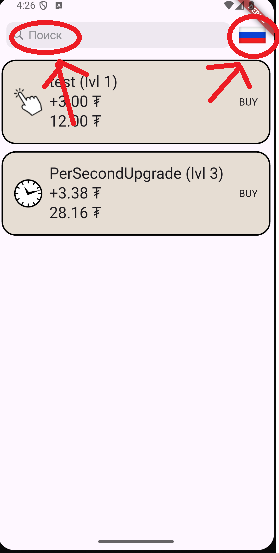 4:26
Поиск
test (lvl 1)
+3.00 ₮
12.00 ₮
BUY
PerSecondUpgrade (lvl 3)
+3.38 ₮
28.16 ₮
BUY